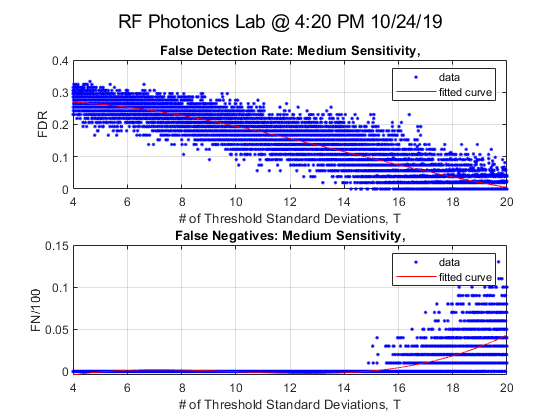 RF Photonics Lab @ 4:20 PM 10/24/19
False Detection Rate: Medium Sensitivity,
0.4
0.3
0.2
0.1
0
FDR
data
fitted curve
4 6 8 10 12 14 16 18 20
# of Threshold Standard Deviations, T
False Negatives: Medium Sensitivity,
0.15
0.1
0.05
0
FN/100
data
fitted curve
4 6 8 10 12 14 16 18 20
# of Threshold Standard Deviations, T